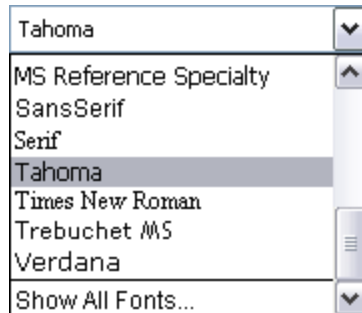 Tahoma
MS Reference Specialty
SansSerif
Serif
Tahoma
Times New Roman
Trebuchet MS
Verdana
Show All Fonts...